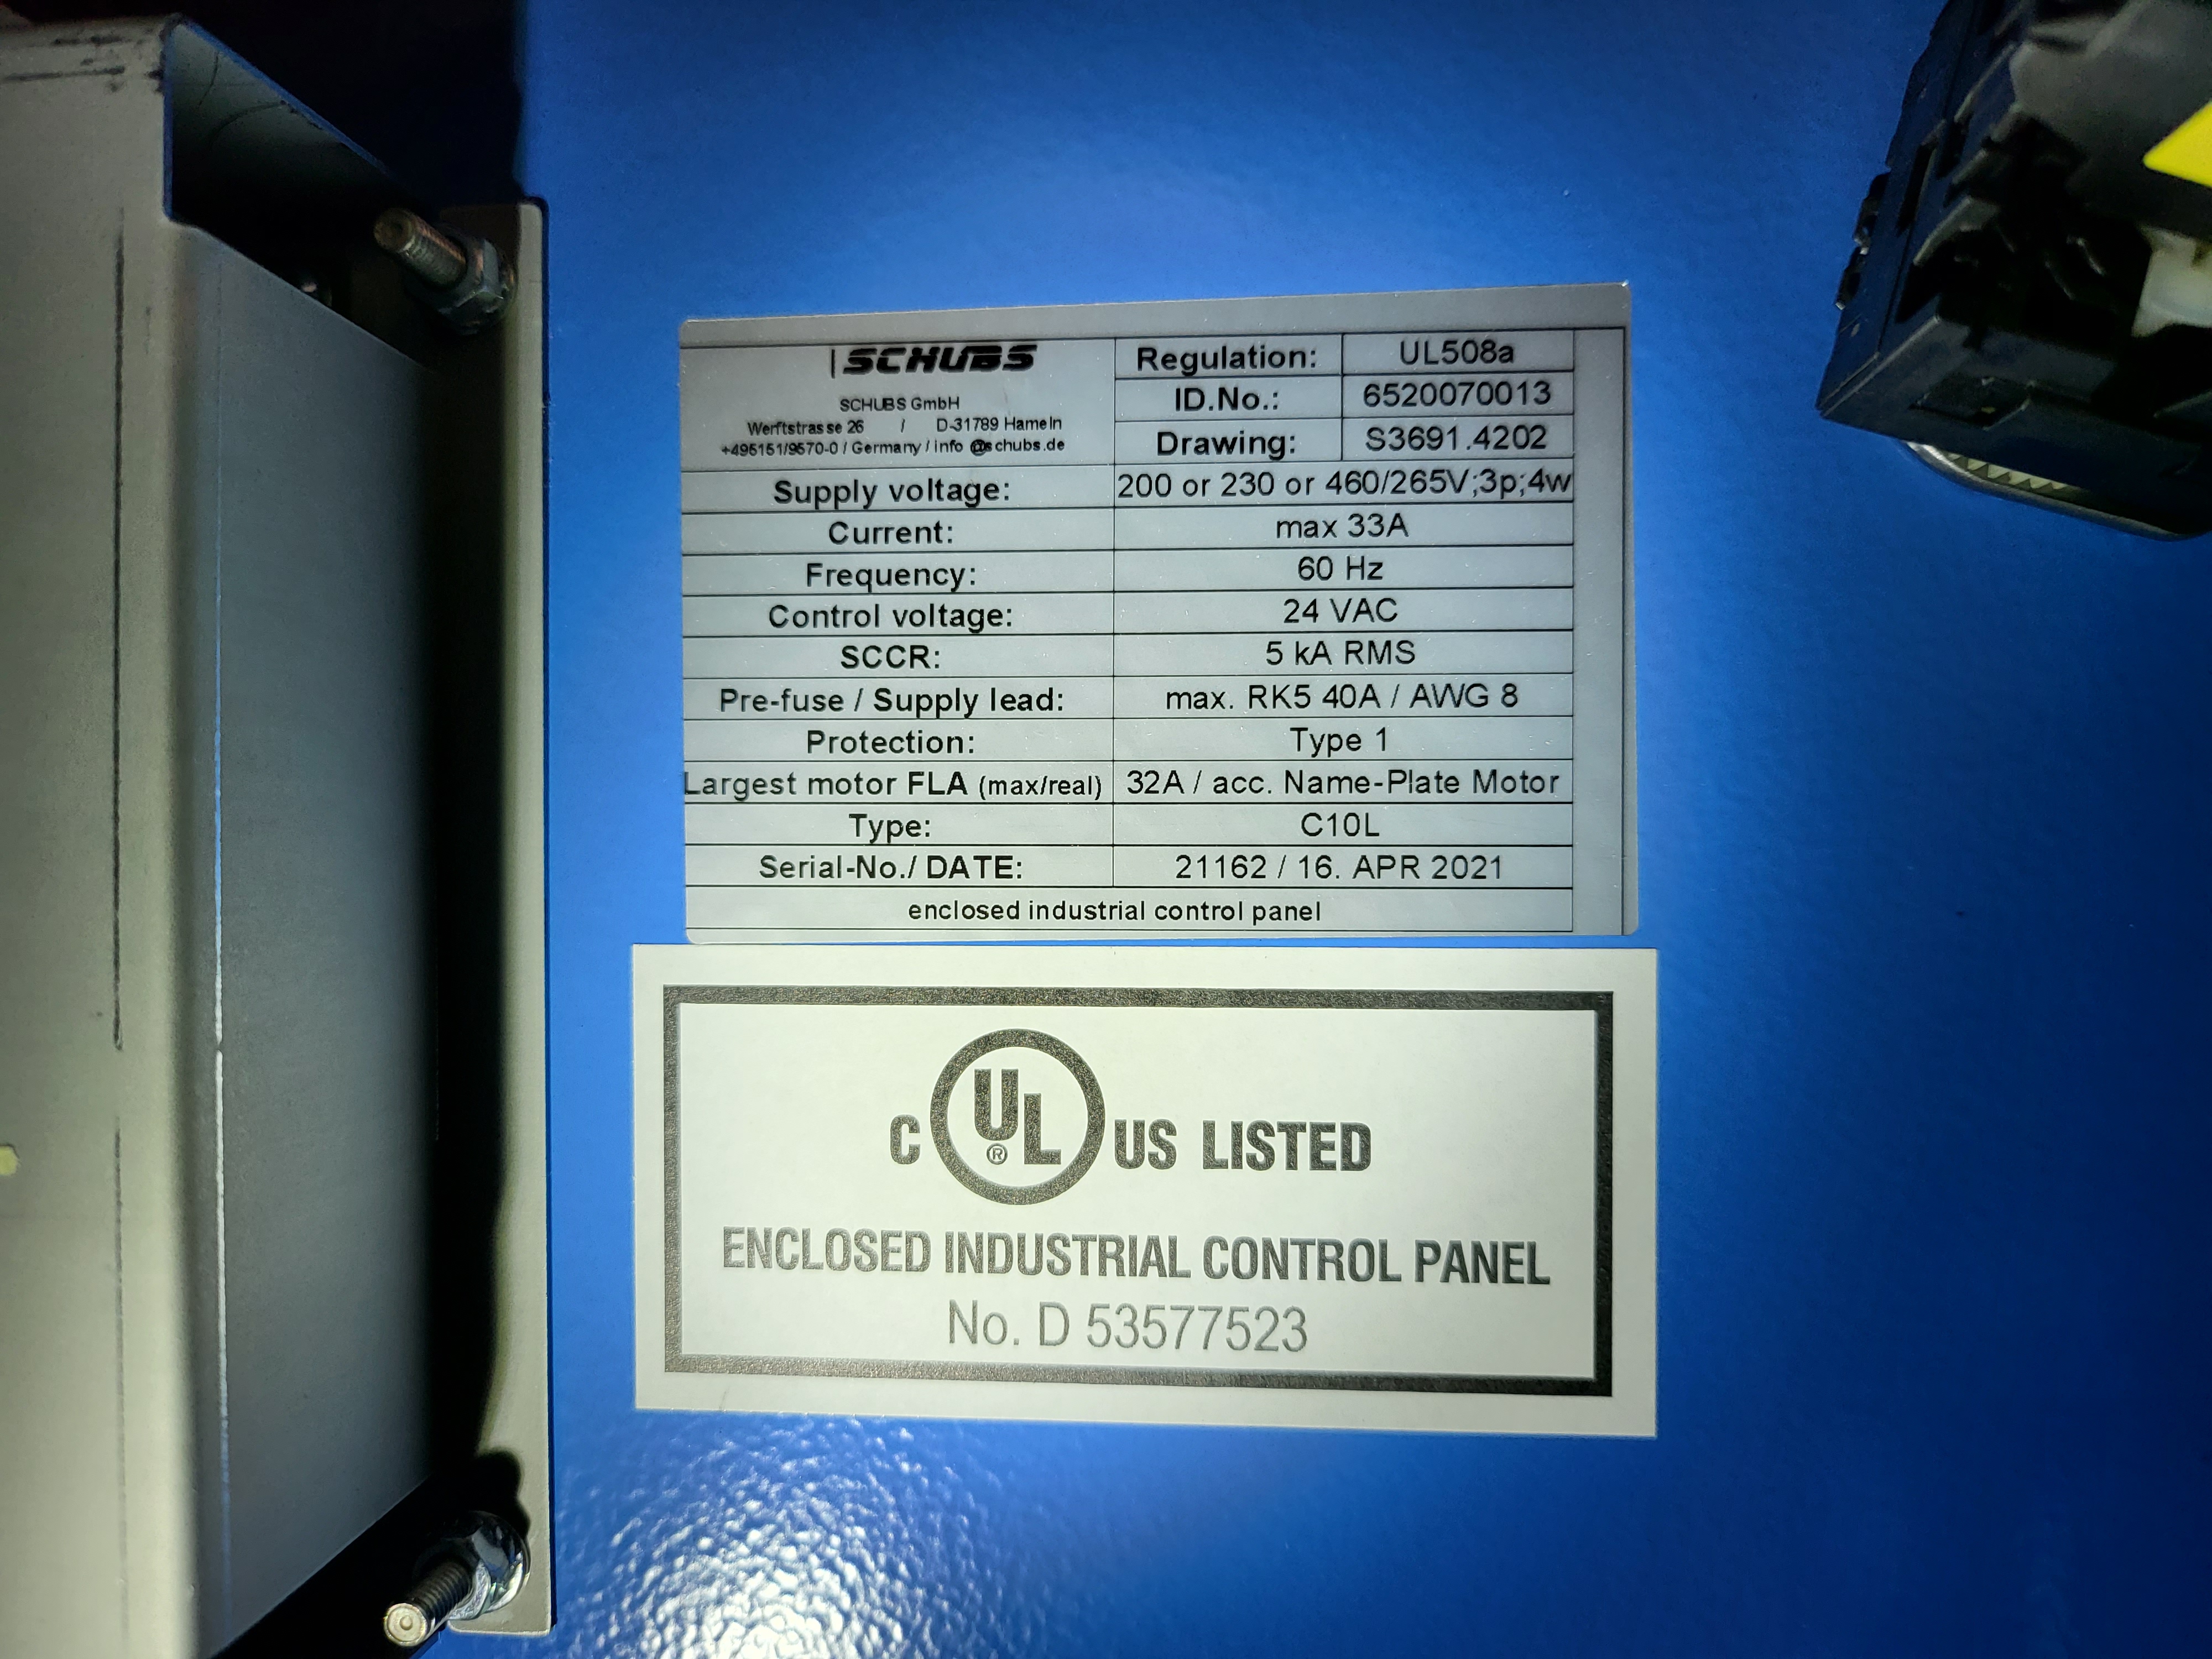 SCHUBS
SCHUBS GmbH
Werftstrasse 26 / D-31789 Hameln
+495151/9570-0 / Germany / info @schubs.de
Regulation: UL508a
ID.No.: 6520070013
Drawing: S3691.4202
Supply voltage: 200 or 230 or 460/265V;3p;4w
Current: max 33A
Frequency: 60 Hz
Control voltage: 24 VAC
SCCR: 5 kA RMS
Pre-fuse / Supply lead: max. RK5 40A / AWG 8
Protection: Type 1
Largest motor FLA (max/real) 32A / acc. Name-Plate Motor
Type: C10L
Serial-No./ DATE: 21162 / 16. APR 2021
enclosed industrial control panel
C UL ® US LISTED
ENCLOSED INDUSTRIAL CONTROL PANEL
No. D 53577523